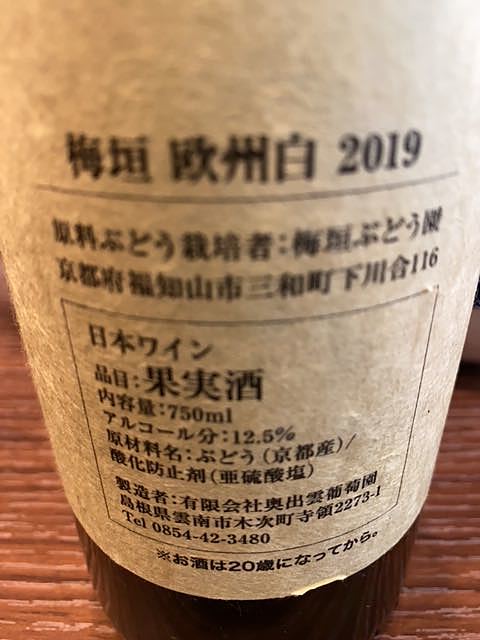 梅垣 欧州白 2019
原料ぶどう栽培者：梅垣ぶどう園
京都府福知山市三和町下川合116
日本ワイン
品目：果実酒
内容量：750ml
アルコール分：12.5%
原材料名：ぶどう（京都産）/
酸化防止剤（亜硫酸塩）
製造者：有限会社奥出雲葡萄園
島根県雲南市木次町寺領2273-1
Tel 0854-42-3480
※お酒は20歳になってから。